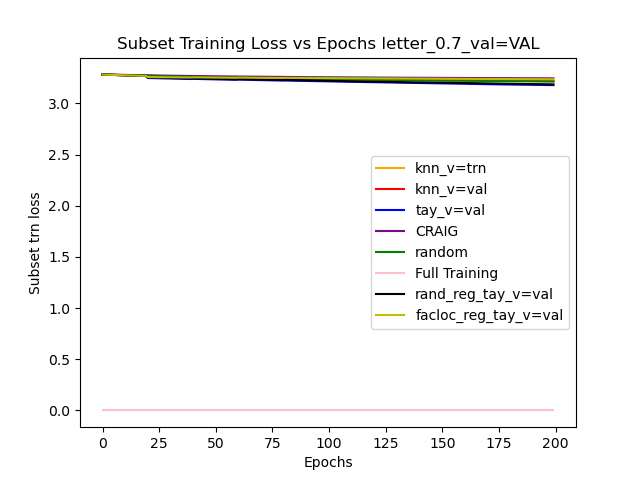 Subset Training Loss vs Epochs letter_0.7_val=VAL
Subset trn loss
3.0
2.5
2.0
1.5
1.0
0.5
0.0
knn_v=trn
knn_v=val
tay_v=val
CRAIG
random
Full Training
rand_reg_tay_v=val
facloc_reg_tay_v=val
0 25 50 75 100 125 150 175 200
Epochs